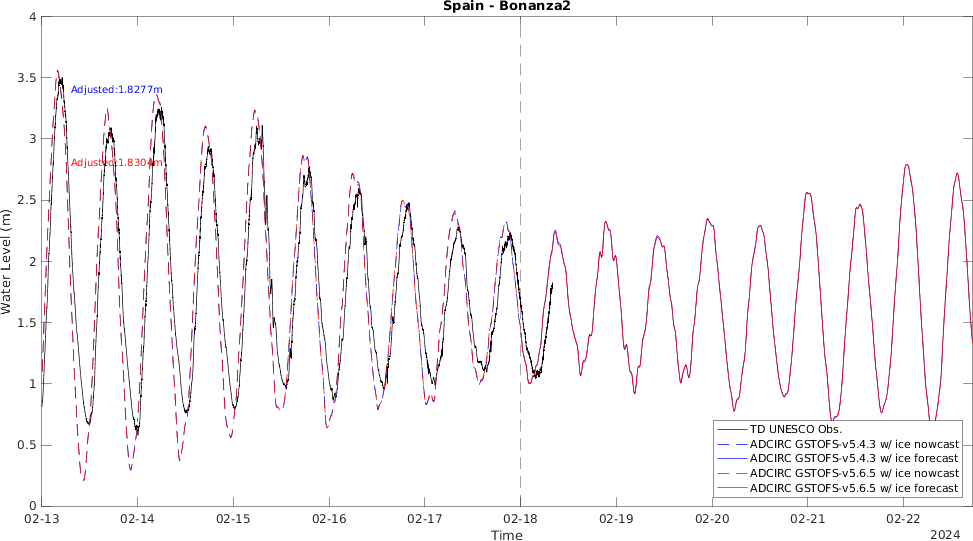 Spain - Bonanza2
4
3.5
3
2.5
2
1.5
1
0.5
0
Water Level (m)
Adjusted:1.8277m
Adjusted:1.8304m
TD UNESCO Obs.
ADCIRC GSTOFS-v5.4.3 w/ ice nowcast
ADCIRC GSTOFS-v5.4.3 w/ ice forecast
ADCIRC GSTOFS-v5.6.5 w/ ice nowcast
ADCIRC GSTOFS-v5.6.5 w/ ice forecast
02-13 02-14 02-15 02-16 02-17 02-18 02-19 02-20 02-21 02-22
Time
2024